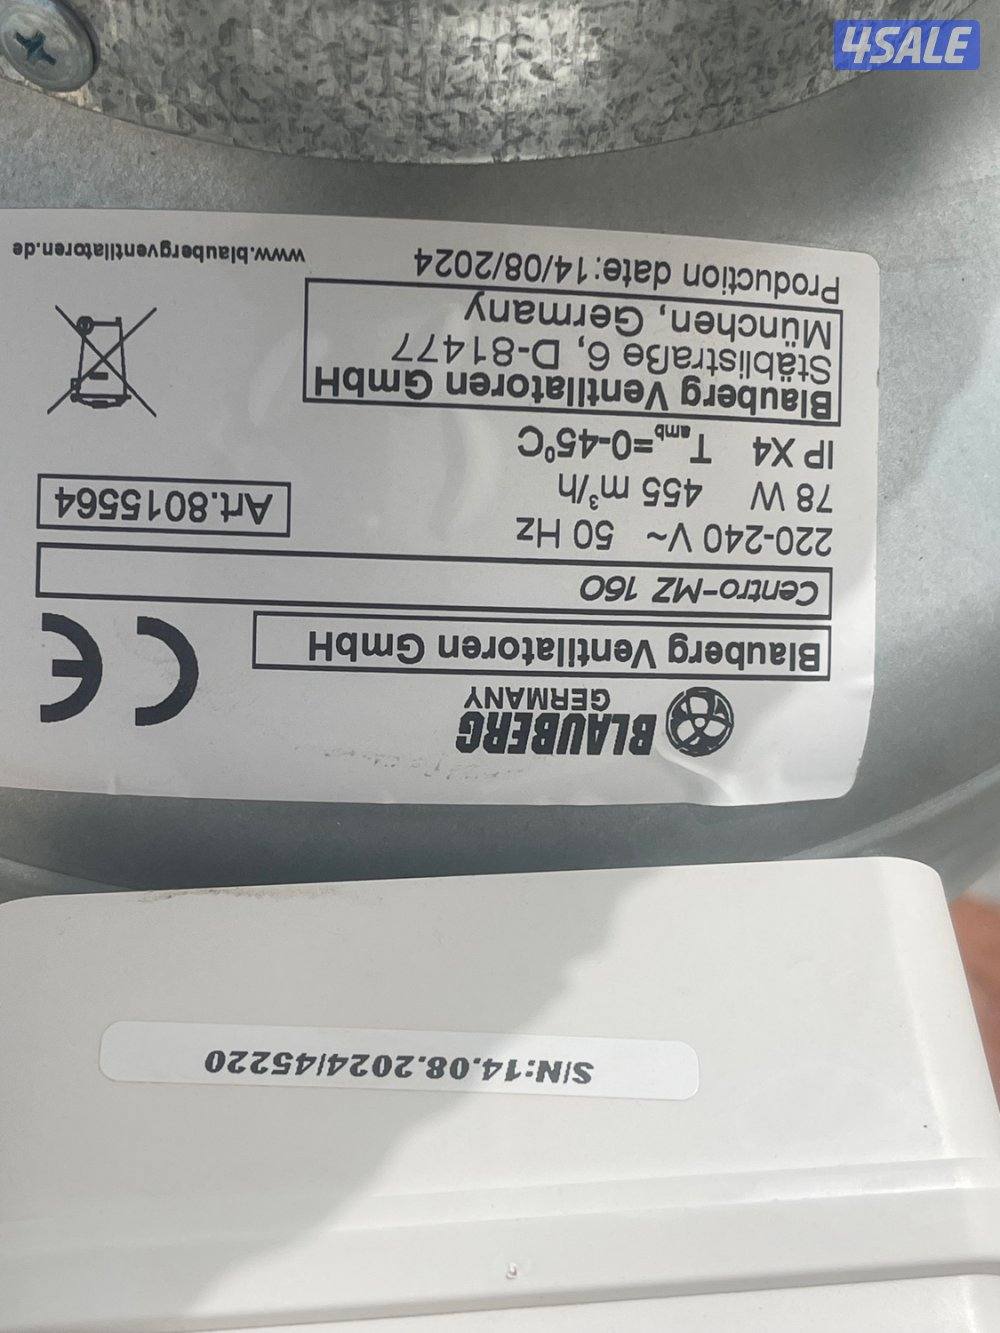 4SALE
BLAUBERG
GERMANY
Blauberg Ventilatoren GmbH
CE
Centro-MZ 160
220-240 V~ 50 Hz
78 W 455 m³/h
IP X4 Tamb=0-45°C
Art.8015564
Blauberg Ventilatoren GmbH
Stäblistraße 6, D-81477
München, Germany
Production date:14/08/2024
www.blaubergventilatoren.de
S/N:14.08.2024/45220